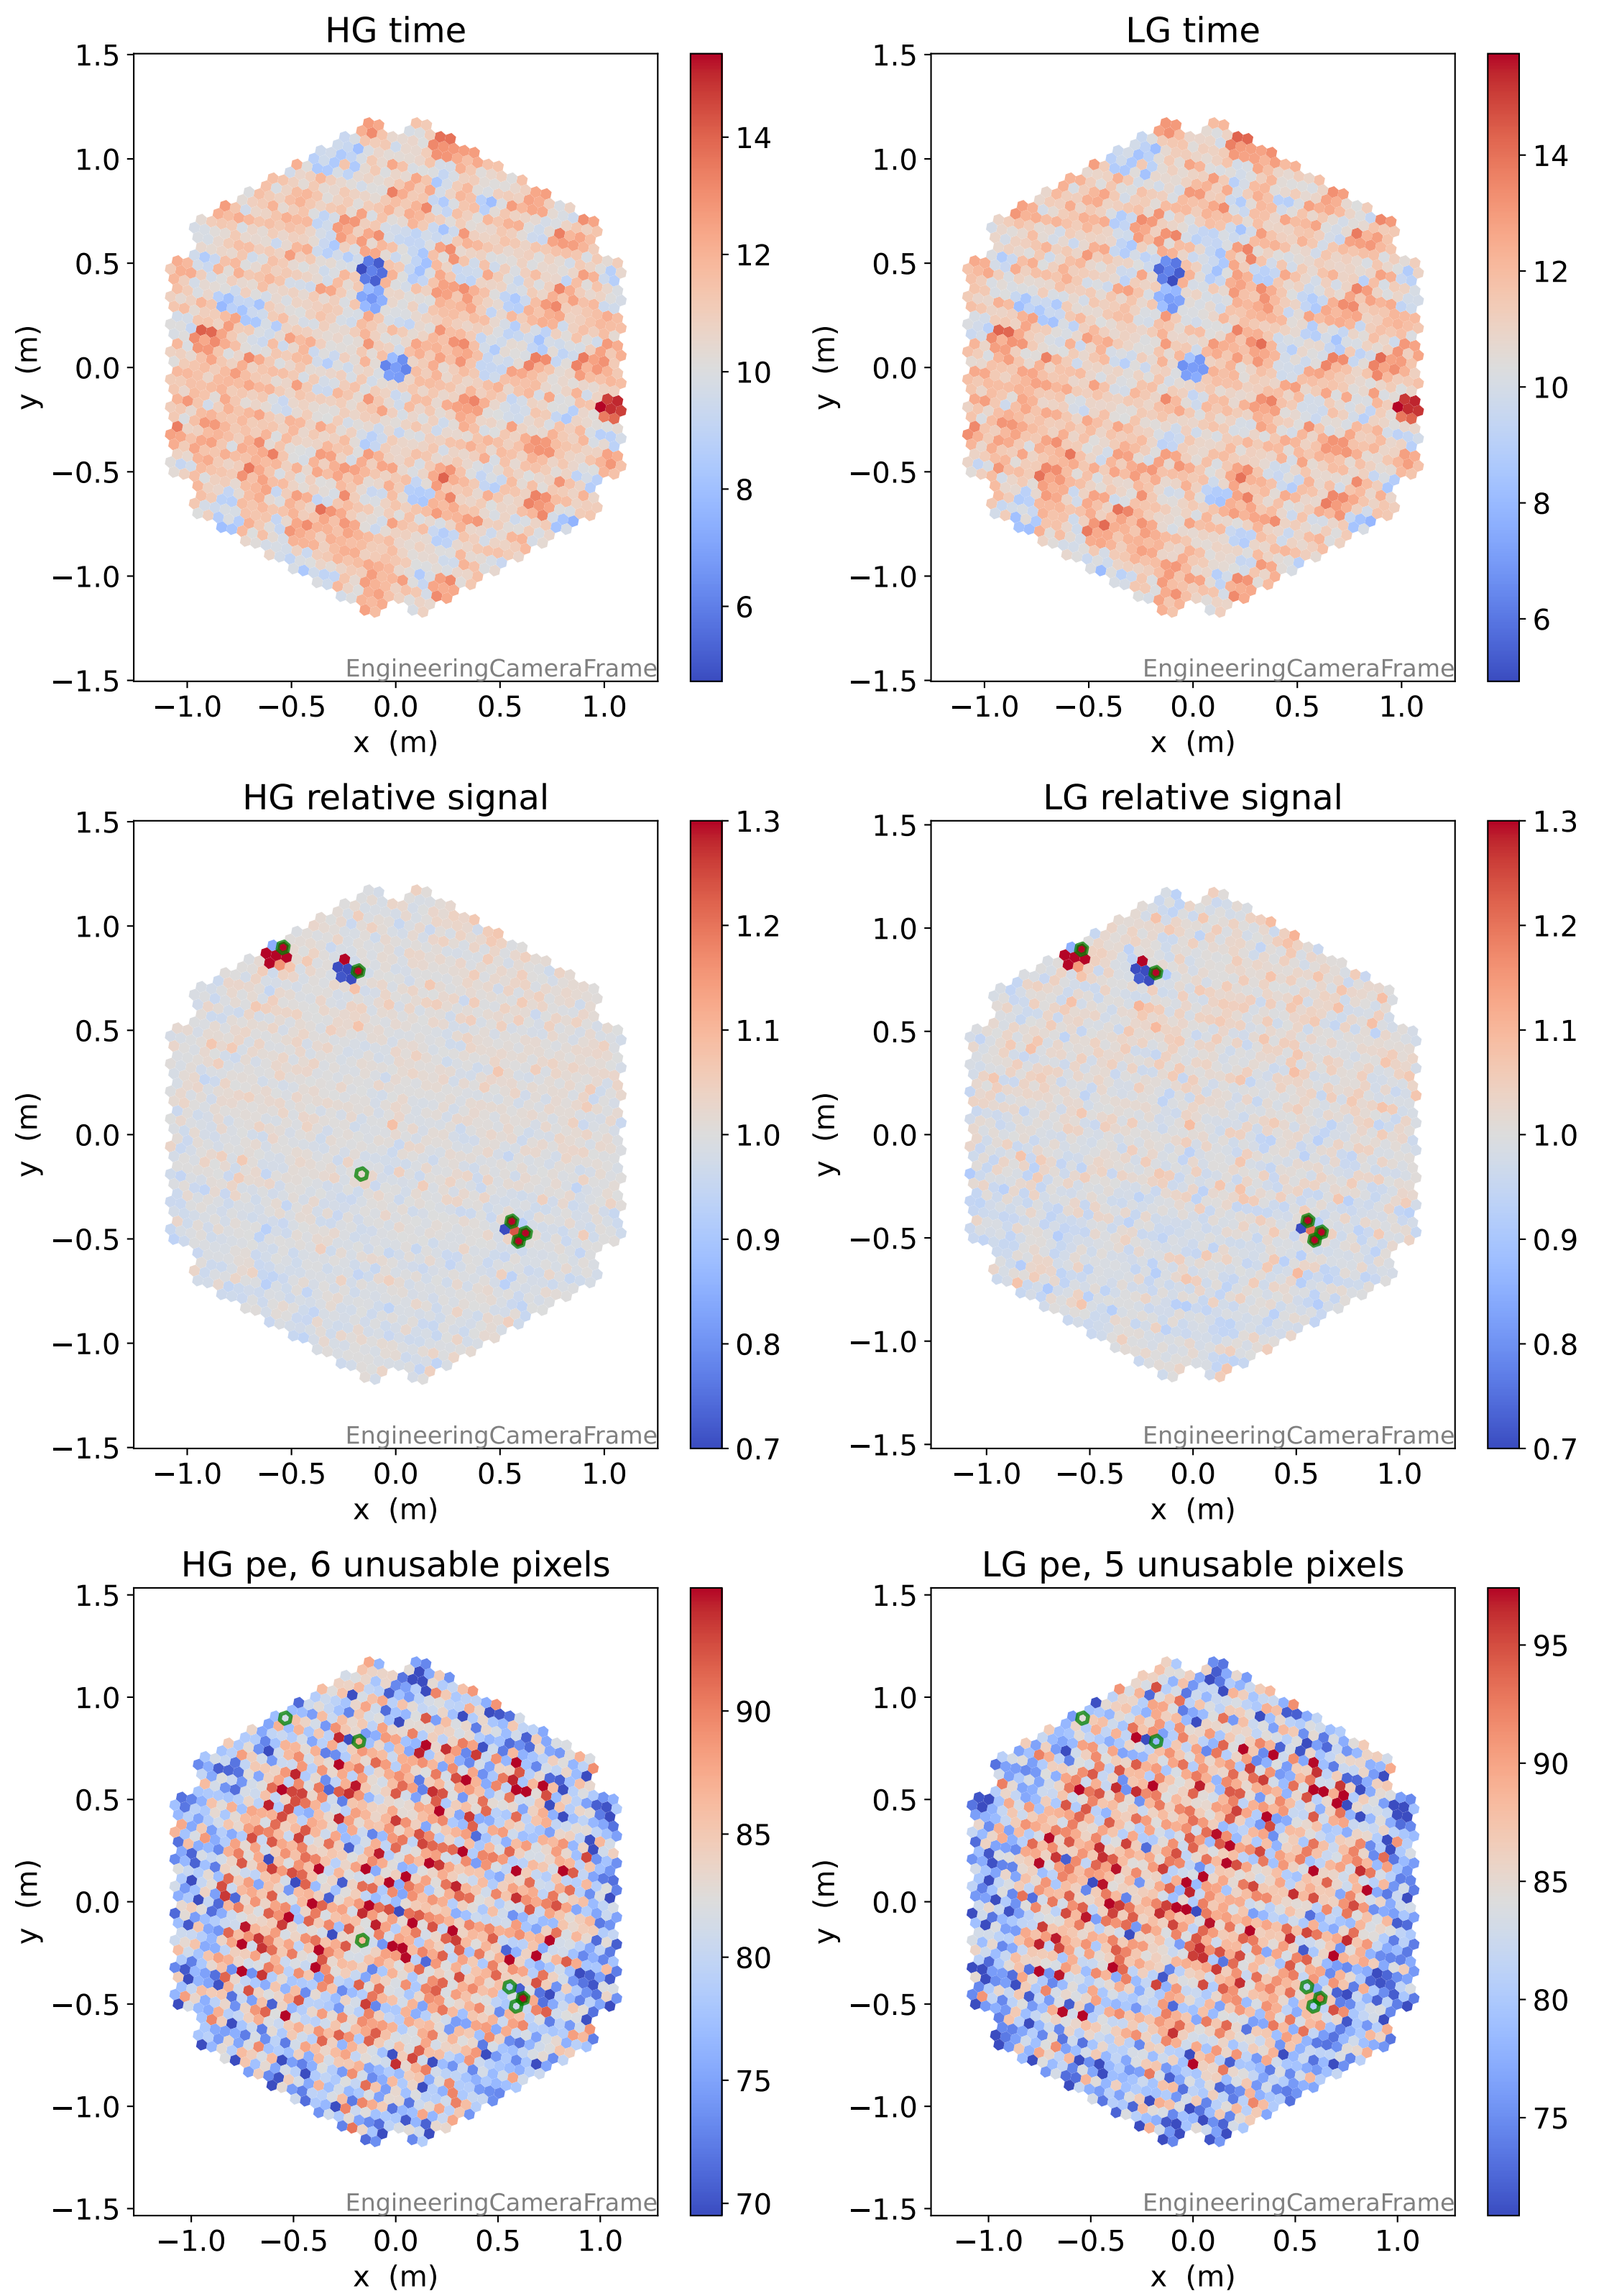 HG time
1.5
1.0
0.5
0.0
−0.5
−1.0
−1.5
y (m)
−1.0 −0.5 0.0 0.5 1.0
x (m)
EngineeringCameraFrame
14
12
10
8
6
LG time
1.5
1.0
0.5
0.0
−0.5
−1.0
−1.5
y (m)
−1.0 −0.5 0.0 0.5 1.0
x (m)
EngineeringCameraFrame
14
12
10
8
6
HG relative signal
1.5
1.0
0.5
0.0
−0.5
−1.0
−1.5
y (m)
−1.0 −0.5 0.0 0.5 1.0
x (m)
EngineeringCameraFrame
1.3
1.2
1.1
1.0
0.9
0.8
0.7
LG relative signal
1.5
1.0
0.5
0.0
−0.5
−1.0
−1.5
y (m)
−1.0 −0.5 0.0 0.5 1.0
x (m)
EngineeringCameraFrame
1.3
1.2
1.1
1.0
0.9
0.8
0.7
HG pe, 6 unusable pixels
1.5
1.0
0.5
0.0
−0.5
−1.0
−1.5
y (m)
−1.0 −0.5 0.0 0.5 1.0
x (m)
EngineeringCameraFrame
90
85
80
75
70
LG pe, 5 unusable pixels
1.5
1.0
0.5
0.0
−0.5
−1.0
−1.5
y (m)
−1.0 −0.5 0.0 0.5 1.0
x (m)
EngineeringCameraFrame
95
90
85
80
75